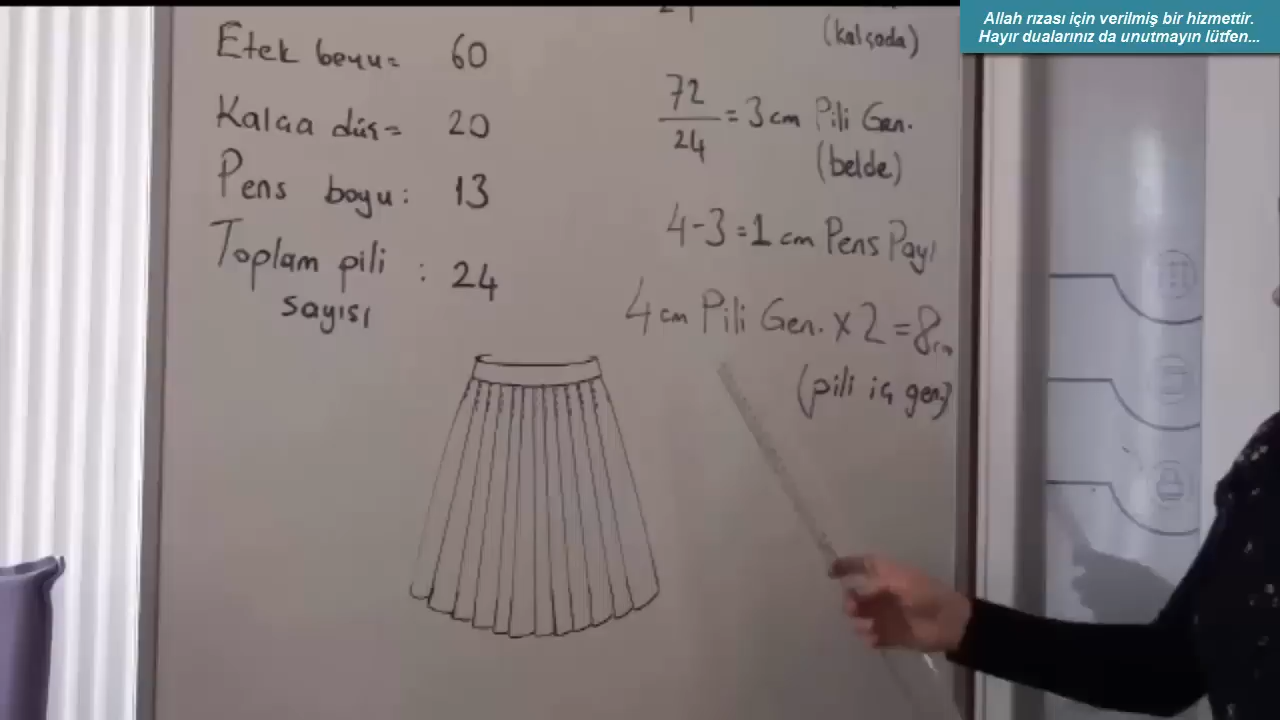 Allah rızası için verilmiş bir hizmettir.
Hayır dualarınız da unutmayın lütfen...
Etek boyu= 60
Kalça düş= 20
Pens boyu: 13
Toplam pili : 24
sayısı
(kalçada)
72
24
= 3 cm Pili Gen.
(belde)
4-3=1 cm Pens Payı
4 cm Pili Gen. x 2 = 8 cm
(pili iç gen)